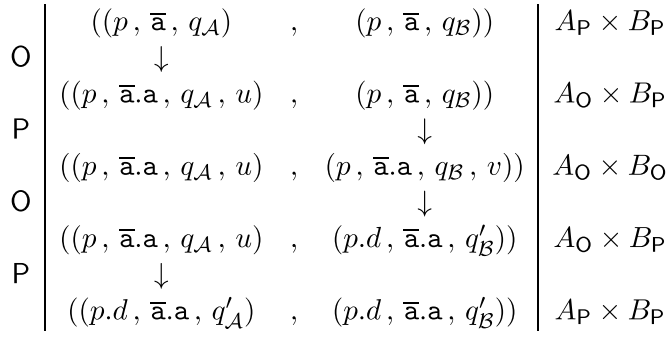 ((p , a̅ , q_𝒜) , (p , a̅ , q_ℬ)) A_P × B_P
O ↓
((p , a̅.a , q_𝒜 , u) , (p , a̅ , q_ℬ)) A_O × B_P
P ↓
((p , a̅.a , q_𝒜 , u) , (p , a̅.a , q_ℬ , v)) A_O × B_O
O ↓
((p , a̅.a , q_𝒜 , u) , (p.d , a̅.a , q′_ℬ)) A_O × B_P
P ↓
((p.d , a̅.a , q′_𝒜) , (p.d , a̅.a , q′_ℬ)) A_P × B_P